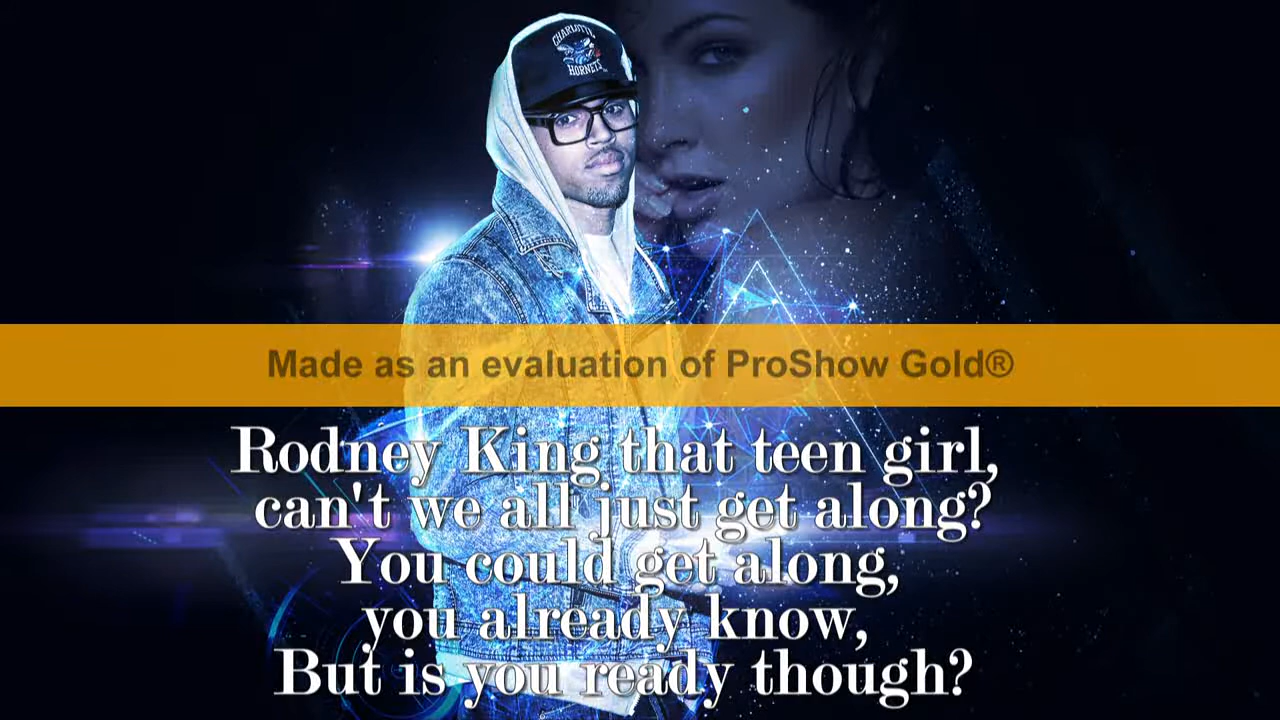 CHARLOTTE
HORNETS
Made as an evaluation of ProShow Gold®
Rodney King that teen girl,
can't we all just get along?
You could get along,
you already know,
But is you ready though?